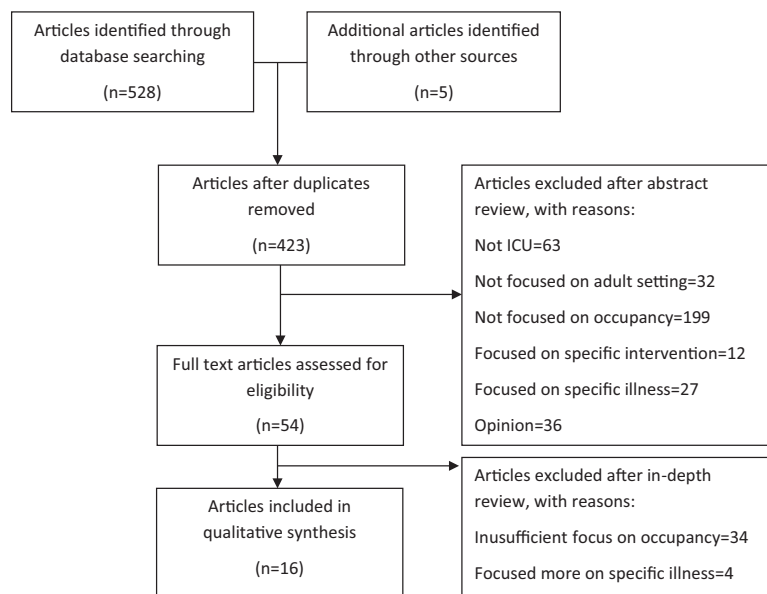 Articles identified through
database searching
(n=528)
Additional articles identified
through other sources
(n=5)
Articles after duplicates
removed
(n=423)
Articles excluded after abstract
review, with reasons:
Not ICU=63
Not focused on adult setting=32
Not focused on occupancy=199
Focused on specific intervention=12
Focused on specific illness=27
Opinion=36
Full text articles assessed for
eligibility
(n=54)
Articles excluded after in-depth
review, with reasons:
Inusufficient focus on occupancy=34
Focused more on specific illness=4
Articles included in
qualitative synthesis
(n=16)